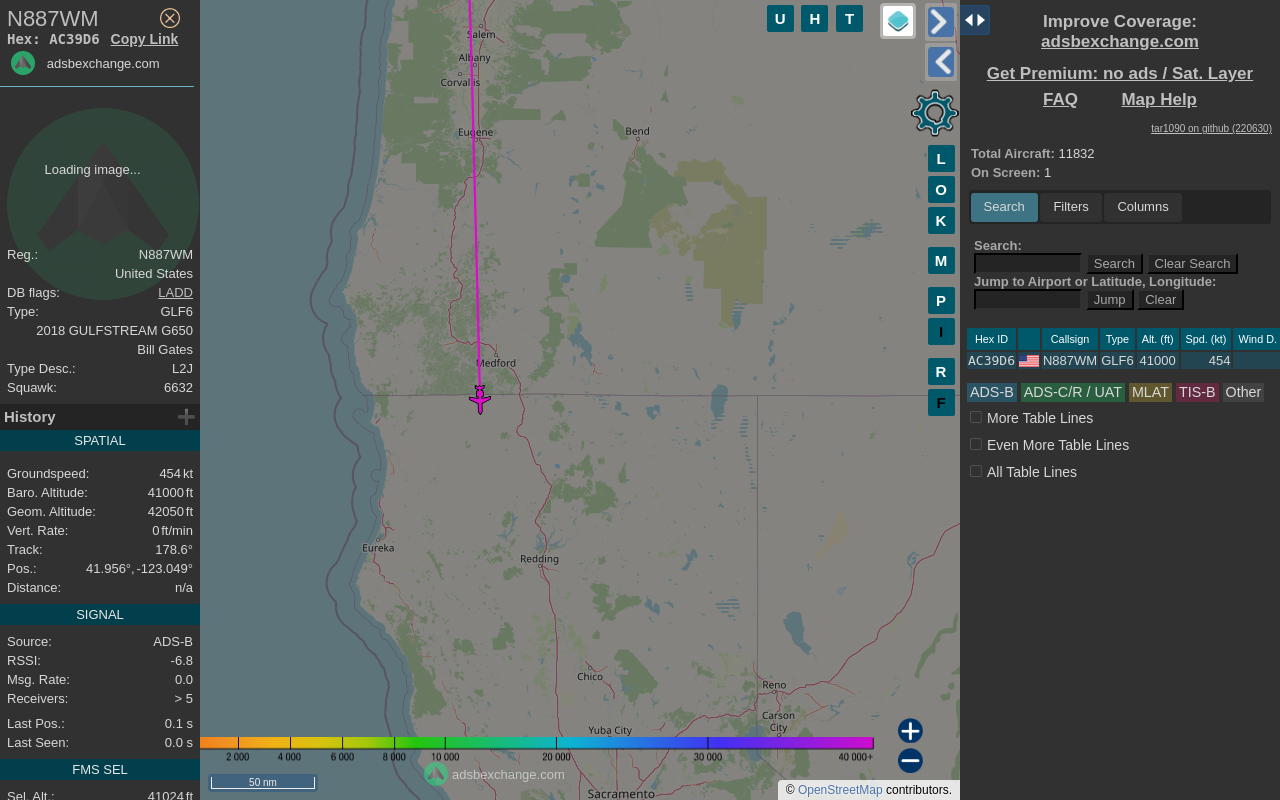 N887WM
Hex: AC39D6 Copy Link
adsbexchange.com
Loading image...
Reg.: N887WM
United States
DB flags: LADD
Type: GLF6
2018 GULFSTREAM G650
Bill Gates
Type Desc.: L2J
Squawk: 6632
History
SPATIAL
Groundspeed: 454 kt
Baro. Altitude: 41000 ft
Geom. Altitude: 42050 ft
Vert. Rate: 0 ft/min
Track: 178.6°
Pos.: 41.956°, -123.049°
Distance: n/a
SIGNAL
Source: ADS-B
RSSI: -6.8
Msg. Rate: 0.0
Receivers: > 5
Last Pos.: 0.1 s
Last Seen: 0.0 s
FMS SEL
Sel. Alt.: 41024 ft
Salem
Albany
Corvallis
Eugene
Bend
Medford
Eureka
Redding
Chico
Reno
Carson
City
Yuba City
Sacramento
U H T
L
O
K
M
P
I
R
F
2 000 4 000 6 000 8 000 10 000 20 000 30 000 40 000+
50 nm
adsbexchange.com
© OpenStreetMap contributors.
Improve Coverage:
adsbexchange.com
Get Premium: no ads / Sat. Layer
FAQ Map Help
tar1090 on github (220630)
Total Aircraft: 11832
On Screen: 1
Search Filters Columns
Search:
Search Clear Search
Jump to Airport or Latitude, Longitude:
Jump Clear
Hex ID Callsign Type Alt. (ft) Spd. (kt) Wind D.
AC39D6 N887WM GLF6 41000 454
ADS-B ADS-C/R / UAT MLAT TIS-B Other
More Table Lines
Even More Table Lines
All Table Lines